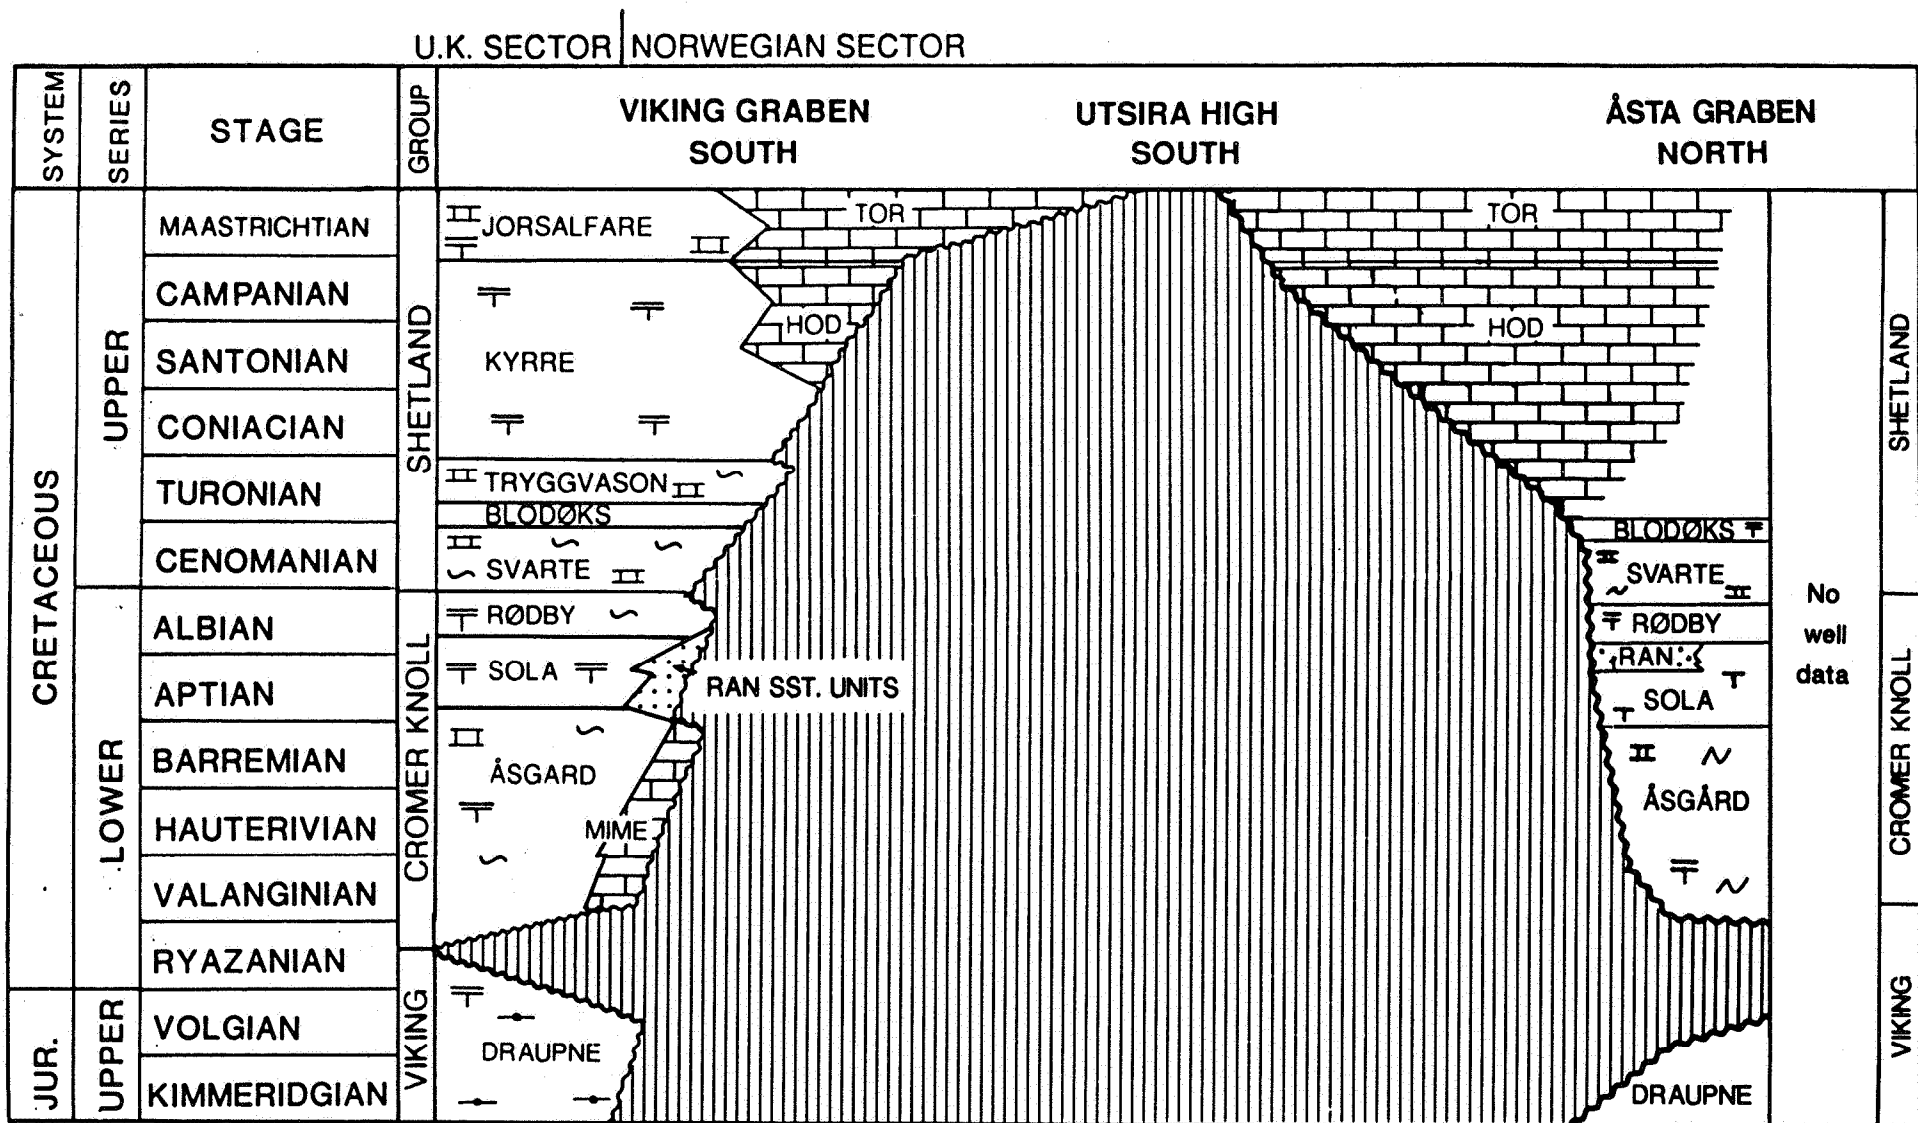 U.K. SECTOR NORWEGIAN SECTOR
SYSTEM
SERIES
STAGE
GROUP
VIKING GRABEN
SOUTH
UTSIRA HIGH
SOUTH
ÅSTA GRABEN
NORTH
CRETACEOUS
JUR.
UPPER
LOWER
UPPER
MAASTRICHTIAN
CAMPANIAN
SANTONIAN
CONIACIAN
TURONIAN
CENOMANIAN
ALBIAN
APTIAN
BARREMIAN
HAUTERIVIAN
VALANGINIAN
RYAZANIAN
VOLGIAN
KIMMERIDGIAN
SHETLAND
CROMER KNOLL
VIKING
JORSALFARE
TOR
KYRRE
HOD
TRYGGVASON
BLODØKS
SVARTE
RØDBY
SOLA
RAN SST. UNITS
ÅSGARD
MIME
DRAUPNE
TOR
HOD
BLODØKS
SVARTE
RØDBY
RAN
SOLA
ÅSGÅRD
DRAUPNE
No
well
data
SHETLAND
CROMER KNOLL
VIKING